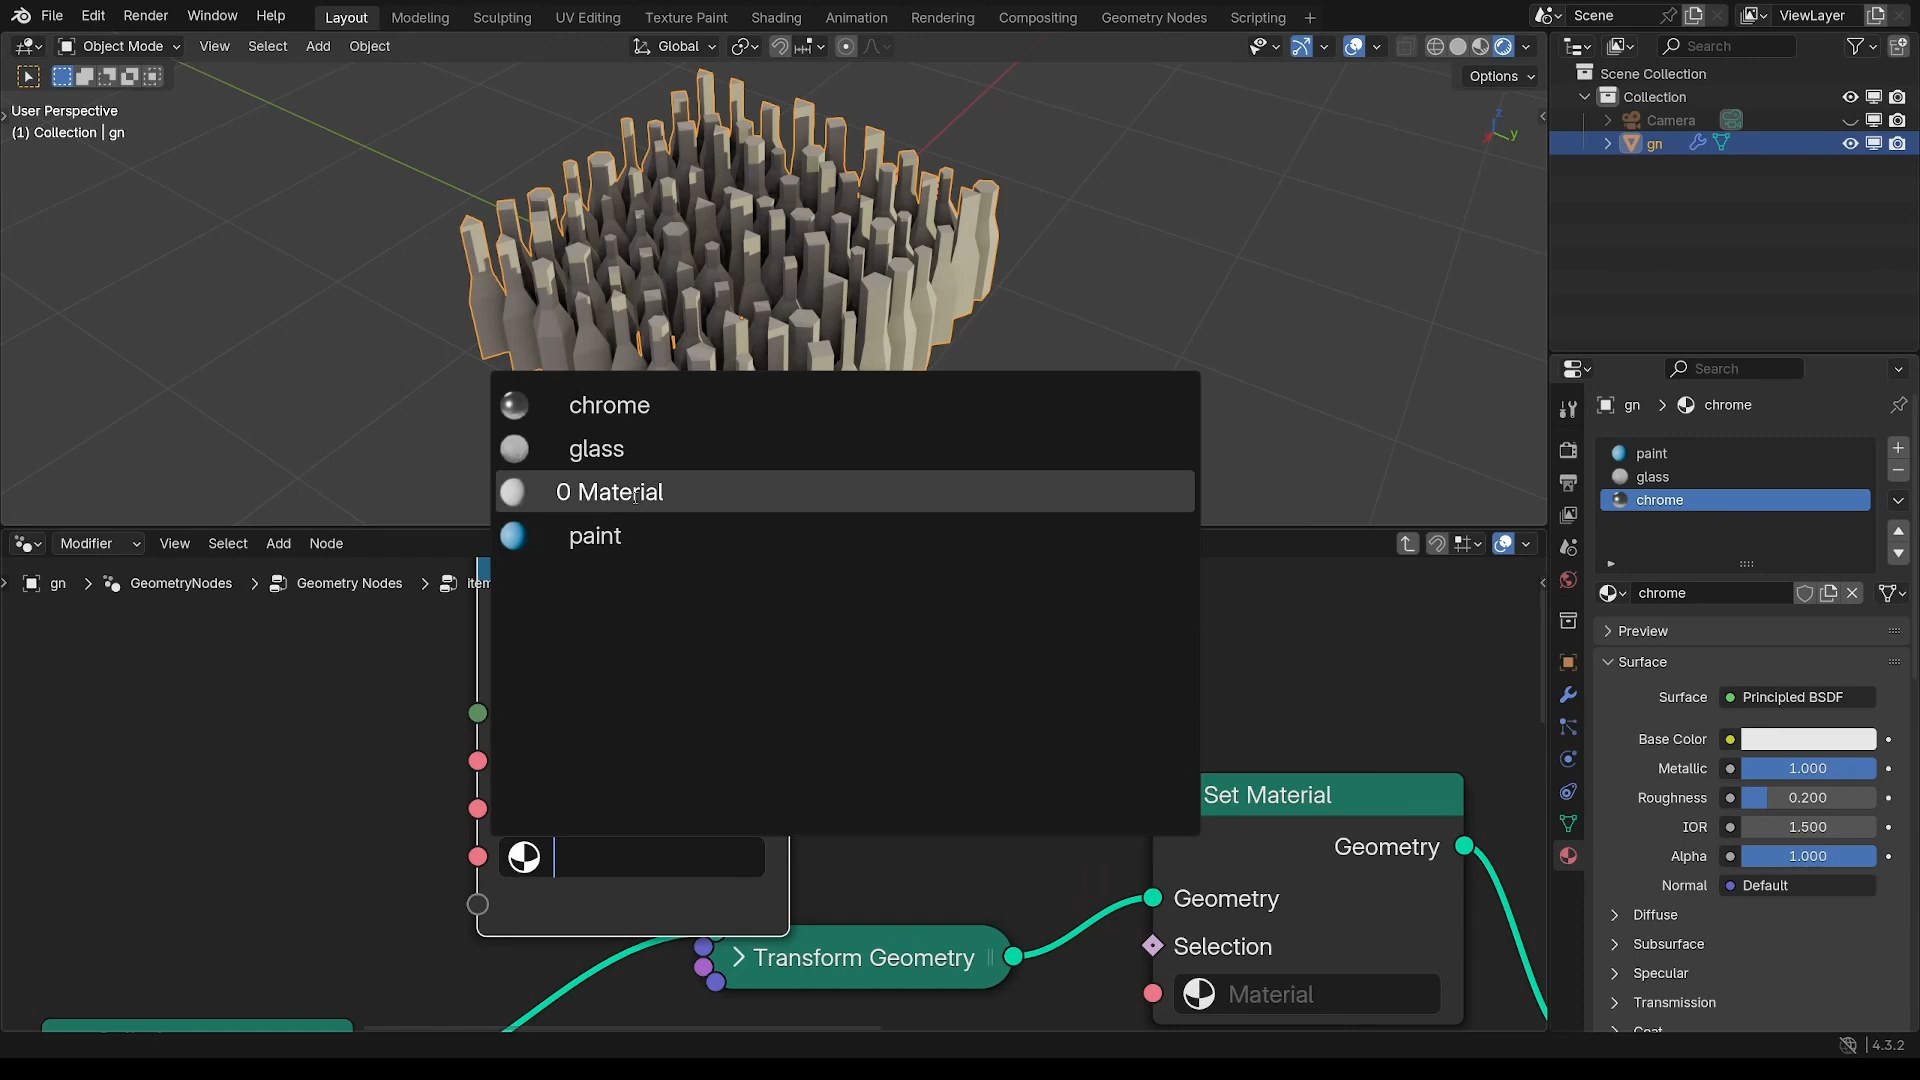 File Edit Render Window Help Layout Modeling Sculpting UV Editing Texture Paint Shading Animation Rendering Compositing Geometry Nodes Scripting + Scene ViewLayer
Object Mode View Select Add Object Global Search
Options
User Perspective
(1) Collection | gn
z
y
Scene Collection
Collection
Camera
gn
chrome
glass
0 Material
paint
Modifier View Select Add Node
gn > GeometryNodes > Geometry Nodes > item
Set Material
Geometry
Geometry
Selection
Material
Transform Geometry
Search
gn > chrome
paint
glass
chrome
chrome
Preview
Surface
Surface Principled BSDF
Base Color
Metallic 1.000
Roughness 0.200
IOR 1.500
Alpha 1.000
Normal Default
Diffuse
Subsurface
Specular
Transmission
Coat
4.3.2